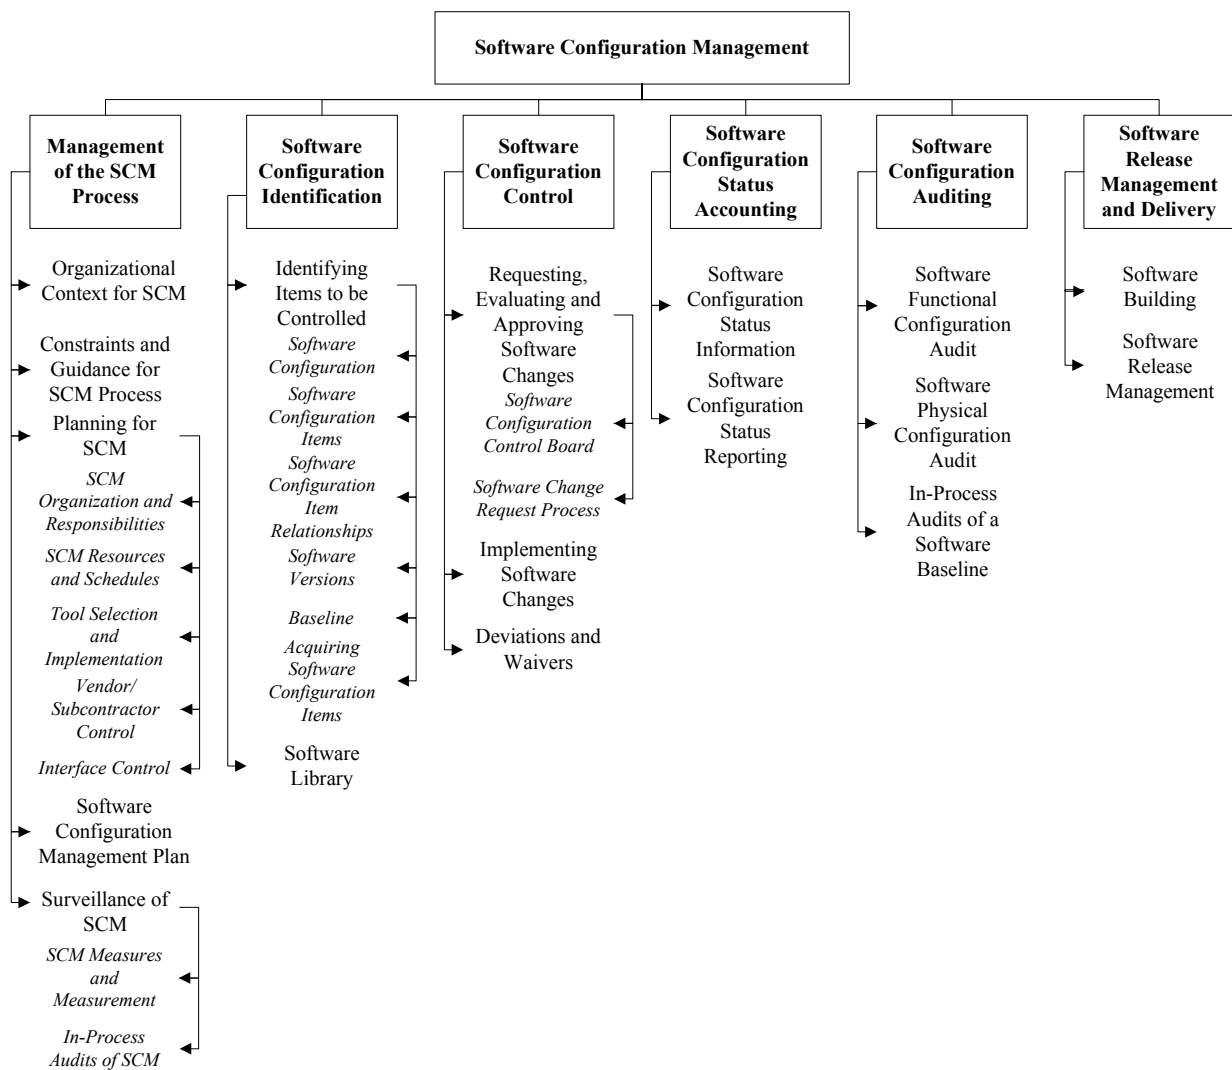 Software Configuration Management
Management
of the SCM
Process
Organizational
Context for SCM
Constraints and
Guidance for
SCM Process
Planning for
SCM
SCM
Organization and
Responsibilities
SCM Resources
and Schedules
Tool Selection
and
Implementation
Vendor/
Subcontractor
Control
Interface Control
Software
Configuration
Management Plan
Surveillance of
SCM
SCM Measures
and
Measurement
In-Process
Audits of SCM
Software
Configuration
Identification
Identifying
Items to be
Controlled
Software
Configuration
Software
Configuration
Items
Software
Configuration
Item
Relationships
Software
Versions
Baseline
Acquiring
Software
Configuration
Items
Software
Library
Software
Configuration
Control
Requesting,
Evaluating and
Approving
Software
Changes
Software
Configuration
Control Board
Software Change
Request Process
Implementing
Software
Changes
Deviations and
Waivers
Software
Configuration
Status
Accounting
Software
Configuration
Status
Information
Software
Configuration
Status
Reporting
Software
Configuration
Auditing
Software
Functional
Configuration
Audit
Software
Physical
Configuration
Audit
In-Process
Audits of a
Software
Baseline
Software
Release
Management
and Delivery
Software
Building
Software
Release
Management